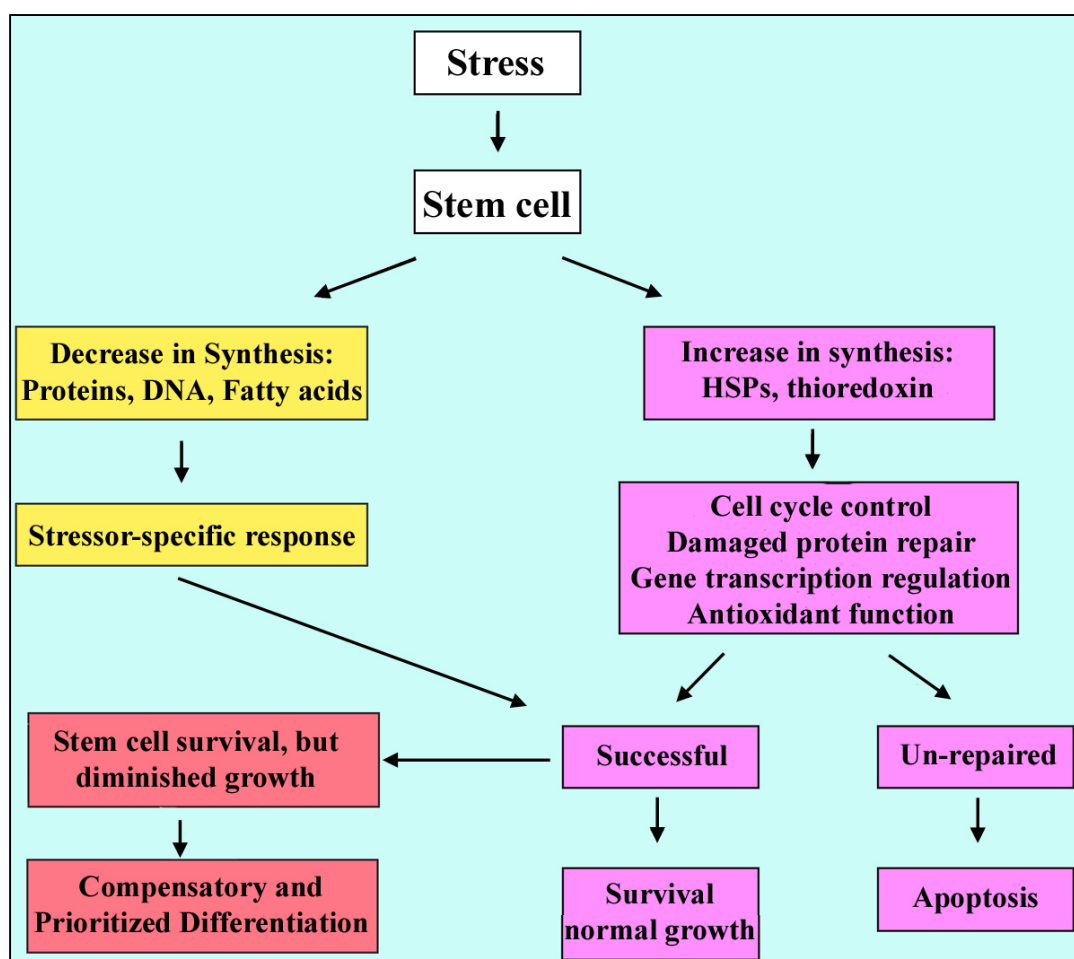 Stress
Stem cell
Decrease in Synthesis:
Proteins, DNA, Fatty acids
Increase in synthesis:
HSPs, thioredoxin
Stressor-specific response
Cell cycle control
Damaged protein repair
Gene transcription regulation
Antioxidant function
Stem cell survival, but
diminished growth
Successful
Un-repaired
Compensatory and
Prioritized Differentiation
Survival
normal growth
Apoptosis